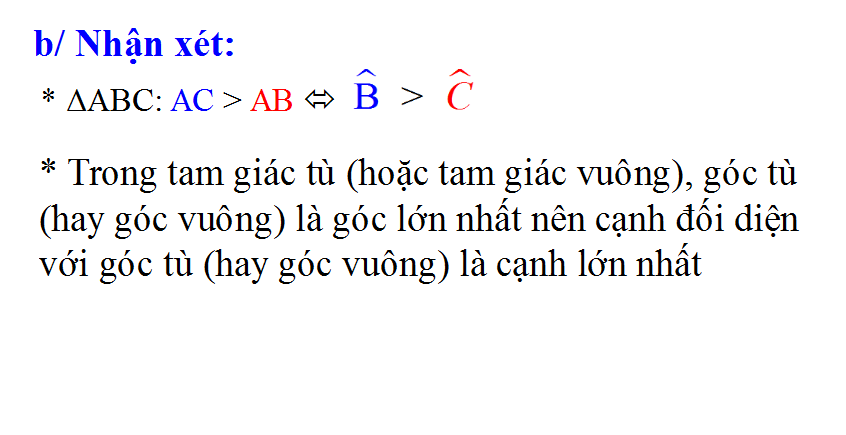 b/ Nhận xét:
* ΔABC: AC > AB ⇔ B̂ > Ĉ
* Trong tam giác tù (hoặc tam giác vuông), góc tù
(hay góc vuông) là góc lớn nhất nên cạnh đối diện
với góc tù (hay góc vuông) là cạnh lớn nhất